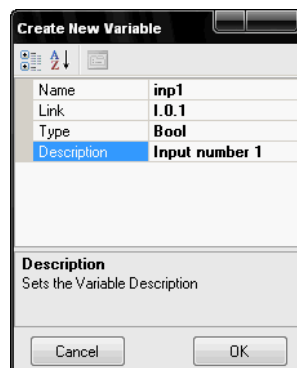 Create New Variable
Name inp1
Link I.0.1
Type Bool
Description Input number 1
Description
Sets the Variable Description
Cancel OK